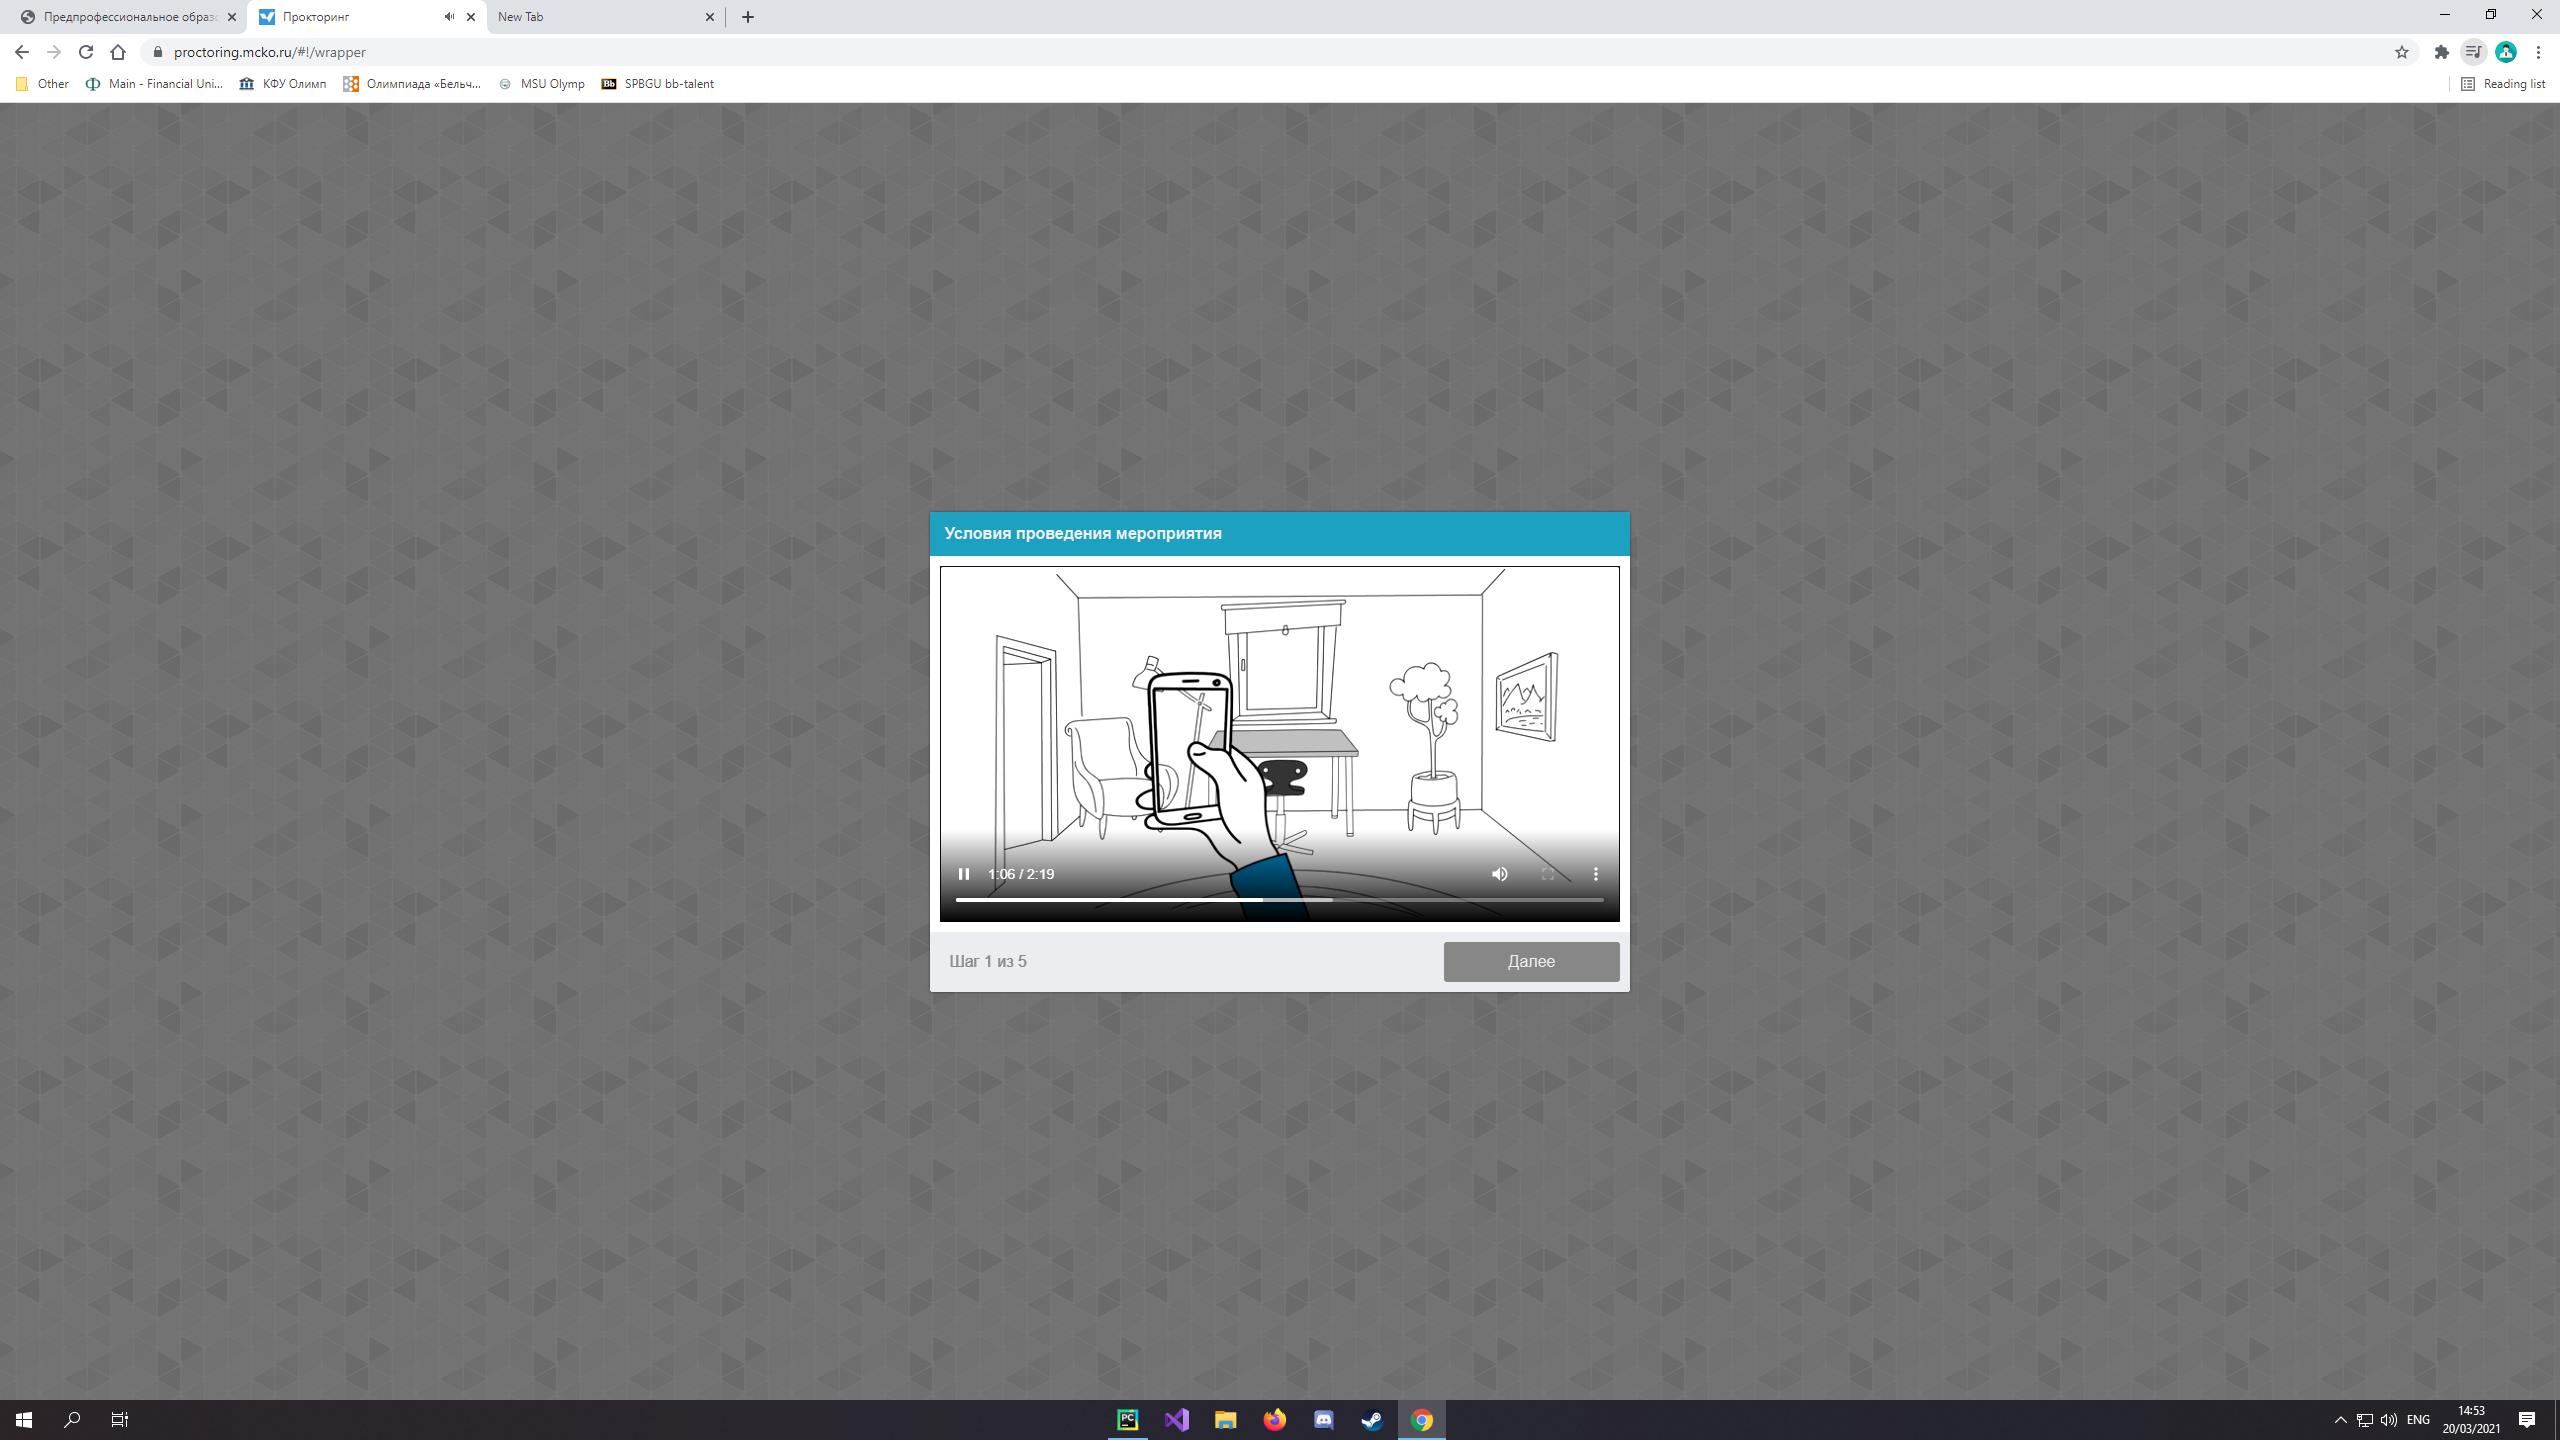 Предпрофессиональное образ
Прокторинг
New Tab
proctoring.mcko.ru/#!/wrapper
Other
Main - Financial Uni...
КФУ Олимп
Олимпиада «Бельч...
MSU Olymp
Bb
SPBGU bb-talent
Reading list
Условия проведения мероприятия
1:06 / 2:19
Шаг 1 из 5
Далее
PC
ENG
14:53
20/03/2021